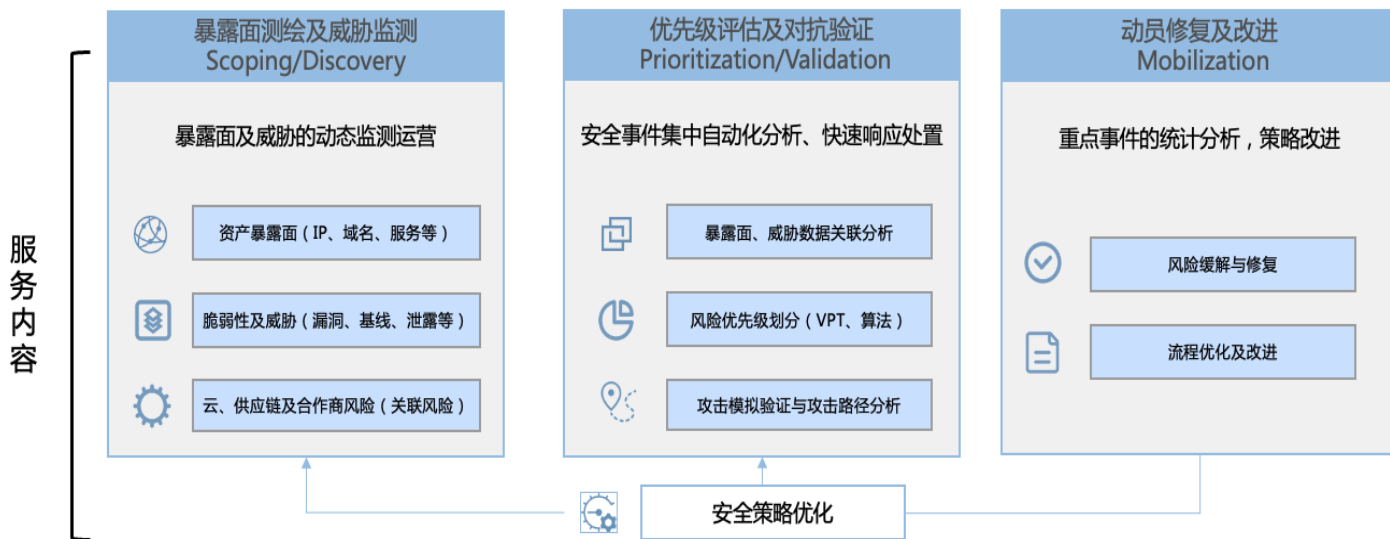 服务内容
暴露面测绘及威胁监测
Scoping/Discovery
暴露面及威胁的动态监测运营
资产暴露面（IP、域名、服务等）
脆弱性及威胁（漏洞、基线、泄露等）
云、供应链及合作商风险（关联风险）
优先级评估及对抗验证
Prioritization/Validation
安全事件集中自动化分析、快速响应处置
暴露面、威胁数据关联分析
风险优先级划分（VPT、算法）
攻击模拟验证与攻击路径分析
动员修复及改进
Mobilization
重点事件的统计分析，策略改进
风险缓解与修复
流程优化及改进
安全策略优化